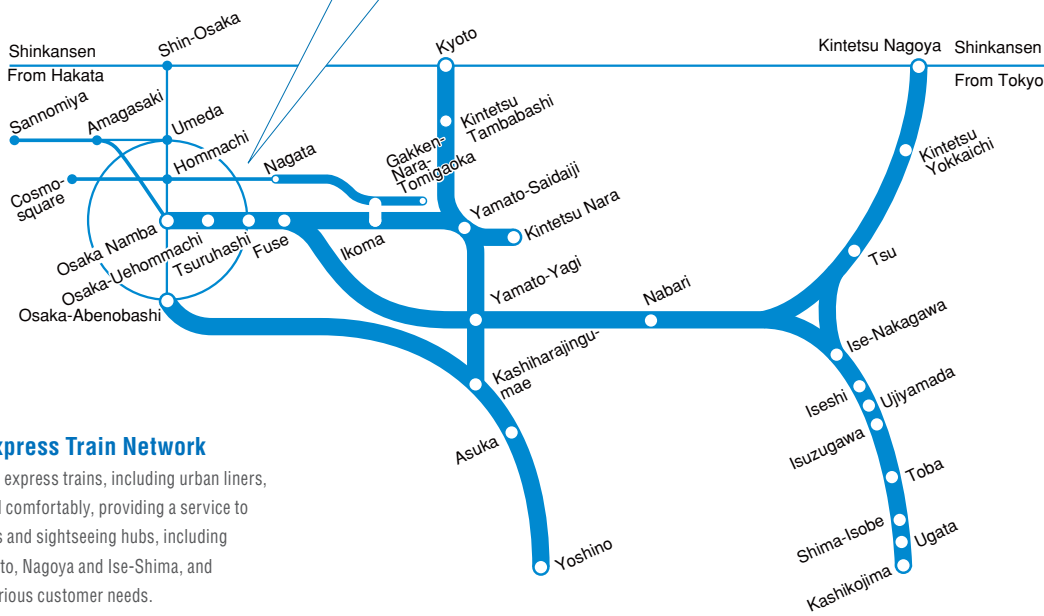 Shinkansen
From Hakata
Shin-Osaka
Kyoto
Kintetsu Nagoya
Shinkansen
From Tokyo
Sannomiya
Amagasaki
Umeda
Hommachi
Nagata
Gakken-
Nara-
Tomigaoka
Kintetsu
Tambabashi
Kintetsu
Yokkaichi
Cosmo-
square
Yamato-Saidaiji
Kintetsu Nara
Osaka Namba
Osaka-Uehommachi
Tsuruhashi
Fuse
Ikoma
Yamato-Yagi
Nabari
Tsu
Osaka-Abenobashi
Ise-Nakagawa
Kashiharajingu-
mae
Iseshi
Ujiyamada
Asuka
Isuzugawa
Toba
Shima-Isobe
Ugata
Yoshino
Kashikojima
xpress Train Network
express trains, including urban liners,
comfortably, providing a service to
s and sightseeing hubs, including
to, Nagoya and Ise-Shima, and
rious customer needs.